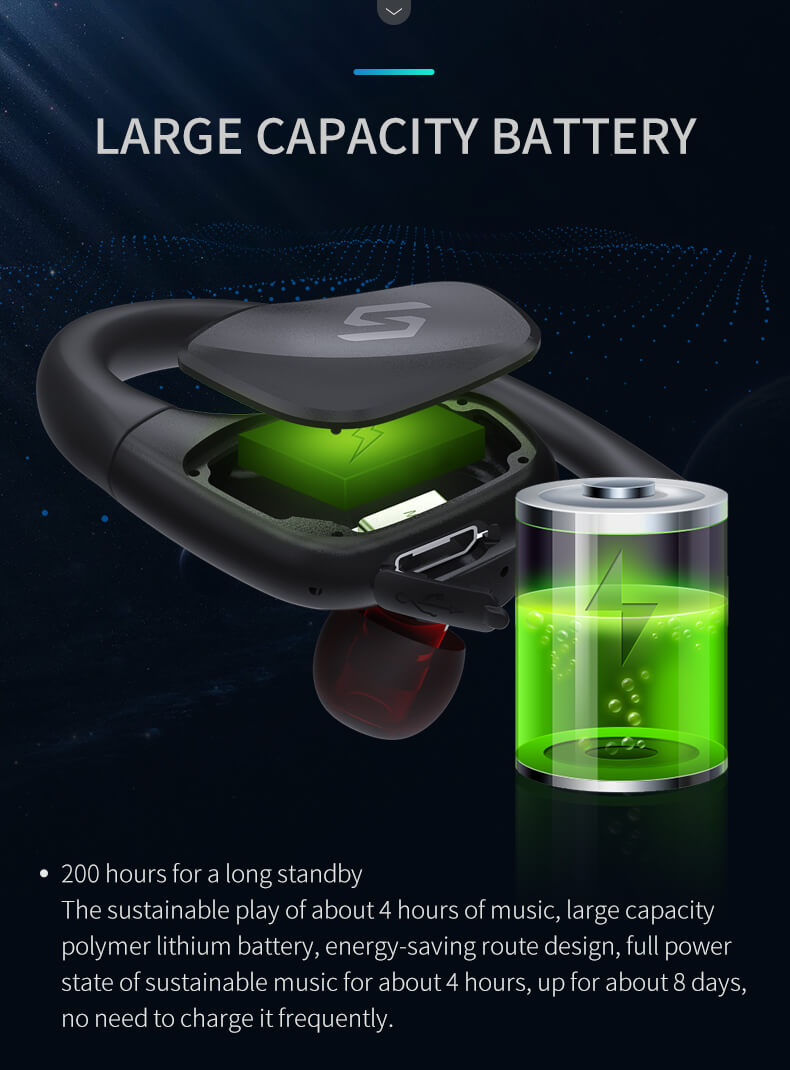 LARGE CAPACITY BATTERY
• 200 hours for a long standby
The sustainable play of about 4 hours of music, large capacity
polymer lithium battery, energy-saving route design, full power
state of sustainable music for about 4 hours, up for about 8 days,
no need to charge it frequently.